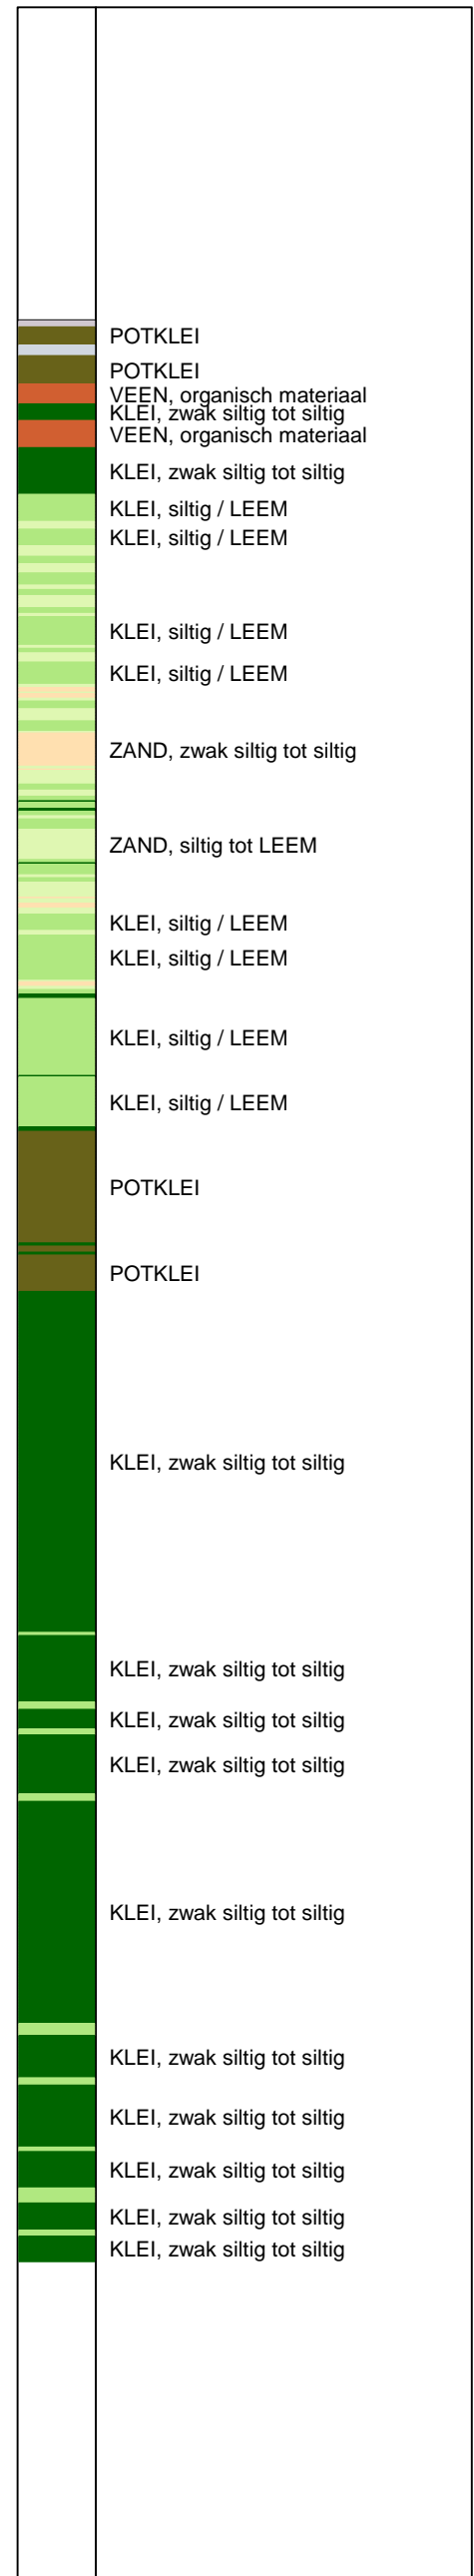 POTKLEI
POTKLEI
VEEN, organisch materiaal
KLEI, zwak siltig tot siltig
VEEN, organisch materiaal
KLEI, zwak siltig tot siltig
KLEI, siltig / LEEM
KLEI, siltig / LEEM
KLEI, siltig / LEEM
KLEI, siltig / LEEM
ZAND, zwak siltig tot siltig
ZAND, siltig tot LEEM
KLEI, siltig / LEEM
KLEI, siltig / LEEM
KLEI, siltig / LEEM
KLEI, siltig / LEEM
POTKLEI
POTKLEI
KLEI, zwak siltig tot siltig
KLEI, zwak siltig tot siltig
KLEI, zwak siltig tot siltig
KLEI, zwak siltig tot siltig
KLEI, zwak siltig tot siltig
KLEI, zwak siltig tot siltig
KLEI, zwak siltig tot siltig
KLEI, zwak siltig tot siltig
KLEI, zwak siltig tot siltig
KLEI, zwak siltig tot siltig